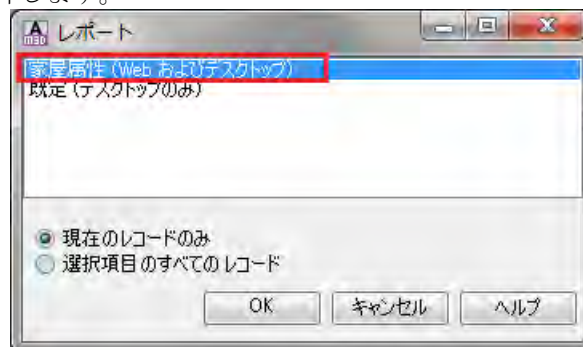 します。
レポート
家屋属性 (Web およびデスクトップ)
既定 (デスクトップのみ)
現在のレコードのみ
選択項目のすべてのレコード
OK キャンセル ヘルプ